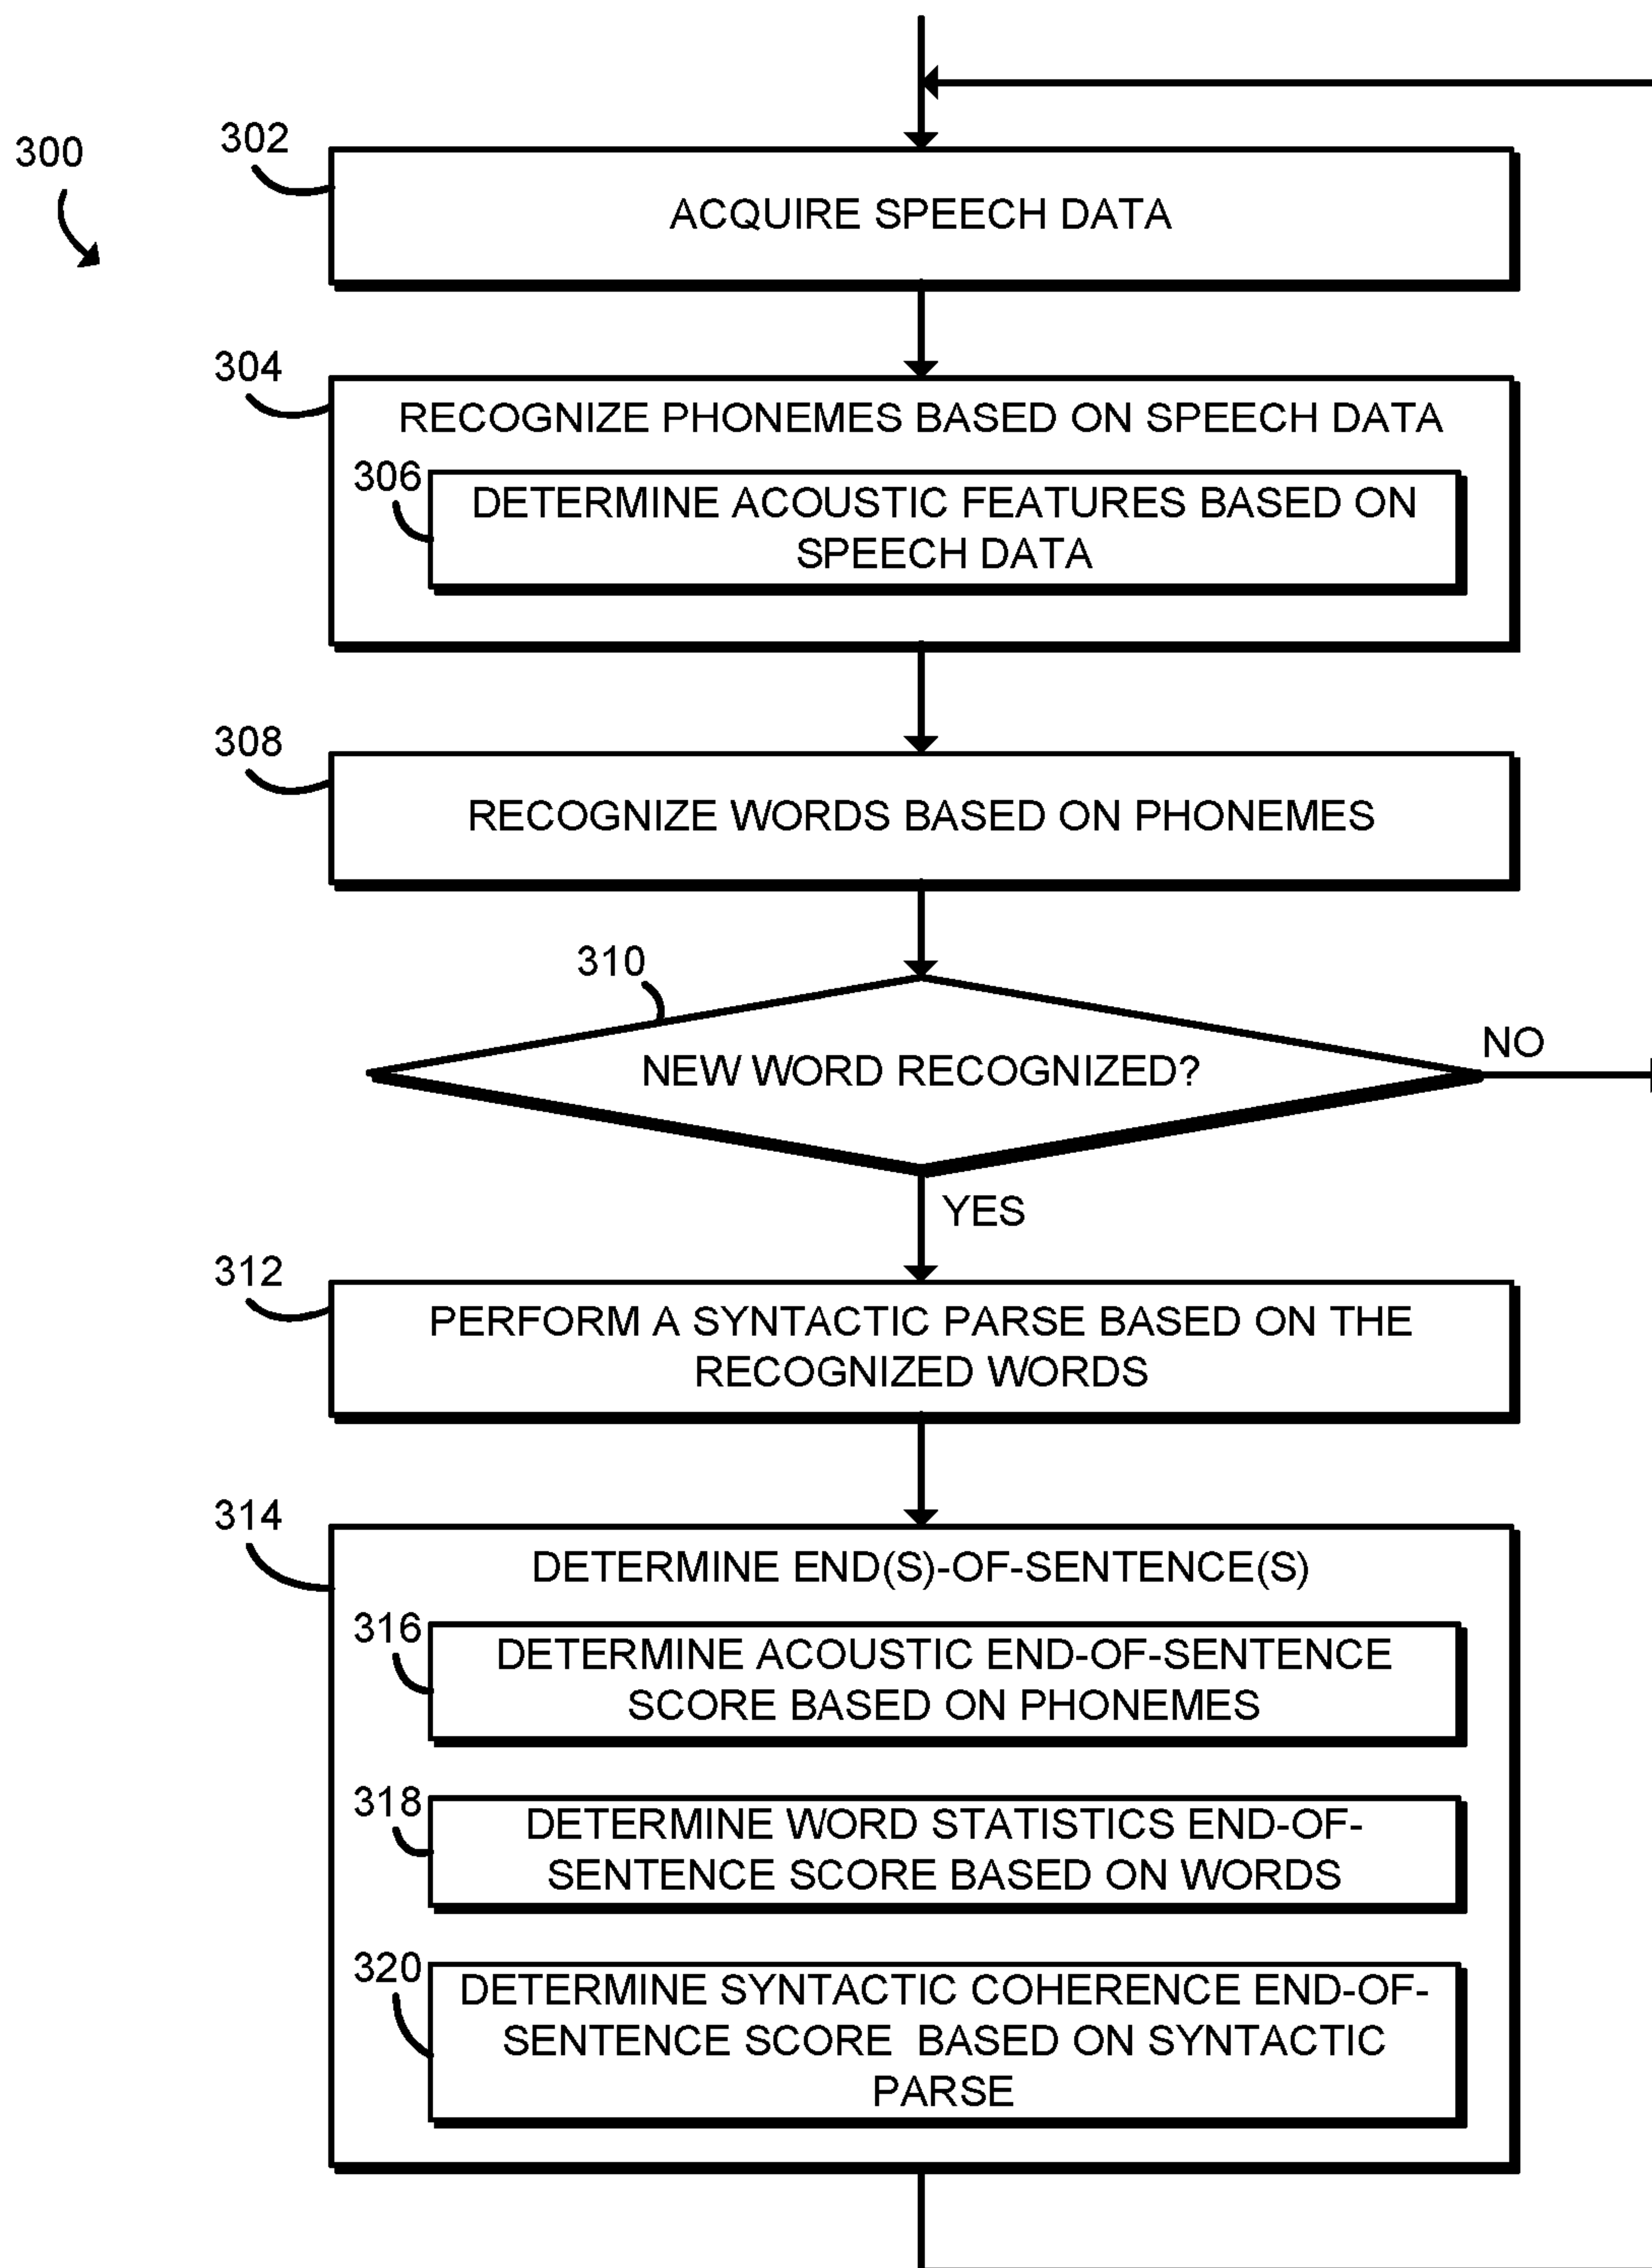 300
302
ACQUIRE SPEECH DATA
304
RECOGNIZE PHONEMES BASED ON SPEECH DATA
306
DETERMINE ACOUSTIC FEATURES BASED ON
SPEECH DATA
308
RECOGNIZE WORDS BASED ON PHONEMES
310
NEW WORD RECOGNIZED?
NO
YES
312
PERFORM A SYNTACTIC PARSE BASED ON THE
RECOGNIZED WORDS
314
DETERMINE END(S)-OF-SENTENCE(S)
316
DETERMINE ACOUSTIC END-OF-SENTENCE
SCORE BASED ON PHONEMES
318
DETERMINE WORD STATISTICS END-OF-
SENTENCE SCORE BASED ON WORDS
320
DETERMINE SYNTACTIC COHERENCE END-OF-
SENTENCE SCORE BASED ON SYNTACTIC
PARSE